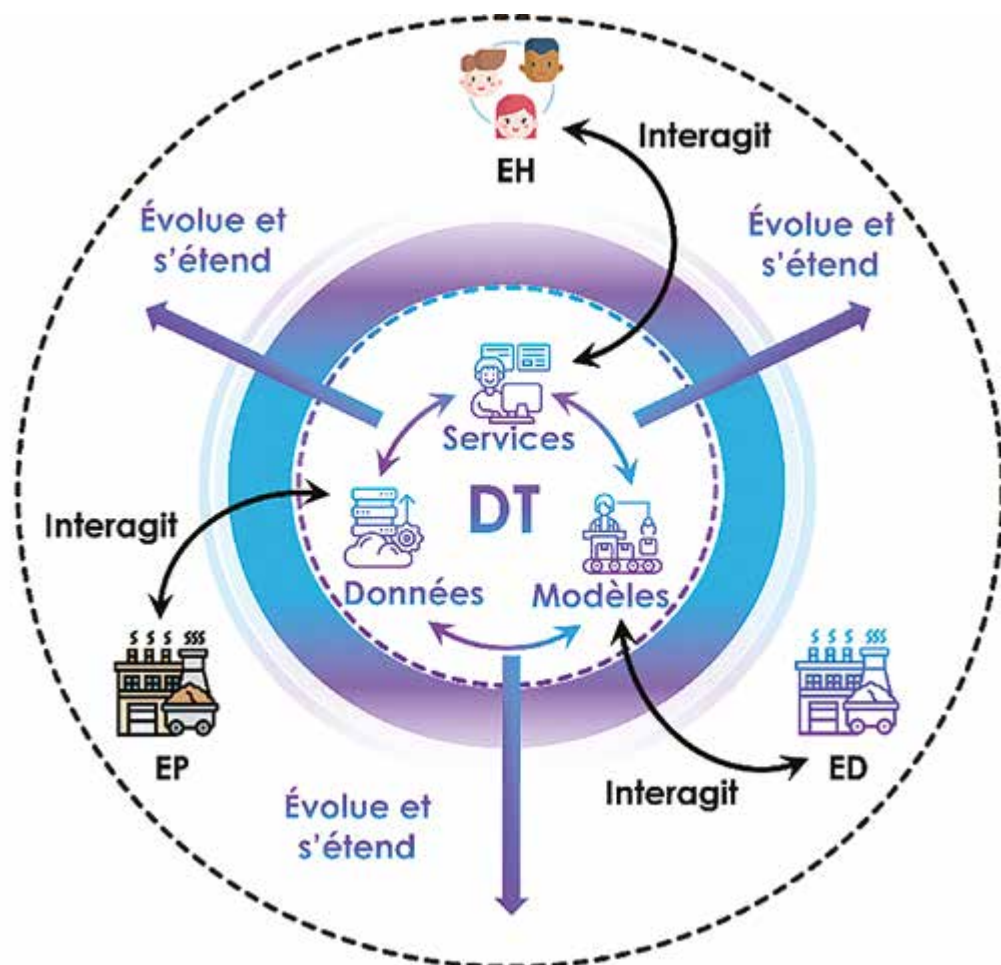 Interagit
EH
Évolue et
s'étend
Évolue et
s'étend
Services
DT
Interagit
Données
Modèles
EP
ED
Interagit
Évolue et
s'étend